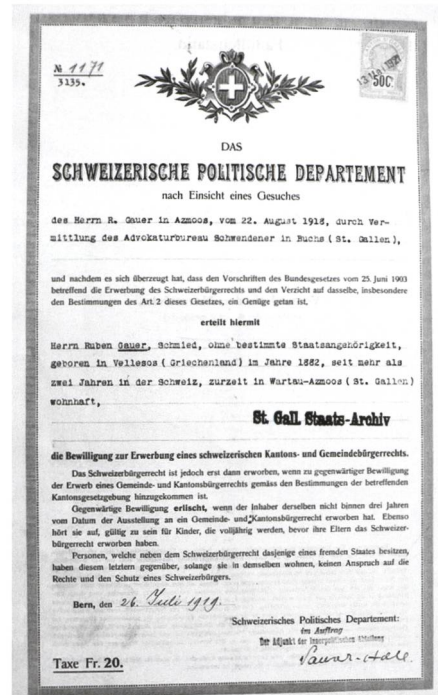 № 1171
3135.
50C.
DAS
SCHWEIZERISCHE POLITISCHE DEPARTEMENT
nach Einsicht eines Gesuches
des Herrn R. Gauer in Azmoos, vom 22. August 1918, durch Ver-
mittlung des Advokaturbureau Schwendener in Buchs (St. Gallen),
und nachdem es sich überzeugt hat, dass den Vorschriften des Bundesgesetzes vom 25. Juni 1903
betreffend die Erwerbung des Schweizerbürgerrechts und den Verzicht auf dasselbe, insbesondere
den Bestimmungen des Art. 2 dieses Gesetzes, ein Genüge getan ist,
erteilt hiermit
Herrn Ruben Gauer, Schmied, ohne bestimmte Staatsangehörigkeit,
geboren in Vellesos (Griechenland) im Jahre 1882, seit mehr als
zwei Jahren in der Schweiz, zurzeit in Wartau-Azmoos (St. Gallen)
wohnhaft,
St. Gall. Staats-Archiv
die Bewilligung zur Erwerbung eines schweizerischen Kantons- und Gemeindebürgerrechts.
Das Schweizerbürgerrecht ist jedoch erst dann erworben, wenn zu gegenwärtiger Bewilligung
der Erwerb eines Gemeinde- und Kantonsbürgerrechts gemäss den Bestimmungen der betreffenden
Kantonsgesetzgebung hinzugekommen ist.
Gegenwärtige Bewilligung erlischt, wenn der Inhaber derselben nicht binnen drei Jahren
vom Datum der Ausstellung an ein Gemeinde- und Kantonsbürgerrecht erworben hat. Ebenso
hört sie auf, gültig zu sein für Kinder, die volljährig werden, bevor ihre Eltern das Schweizer-
bürgerrecht erworben haben.
Personen, welche neben dem Schweizerbürgerrecht dasjenige eines fremden Staates besitzen,
haben diesem letztern gegenüber, solange sie in demselben wohnen, keinen Anspruch auf die
Rechte und den Schutz eines Schweizerbürgers.
Bern, den 26. Juli 1919.
Schweizerisches Politisches Departement:
im Auftrag
Der Adjunkt der Innerpolitischen Abteilung
Sauser-Hall
Taxe Fr. 20.